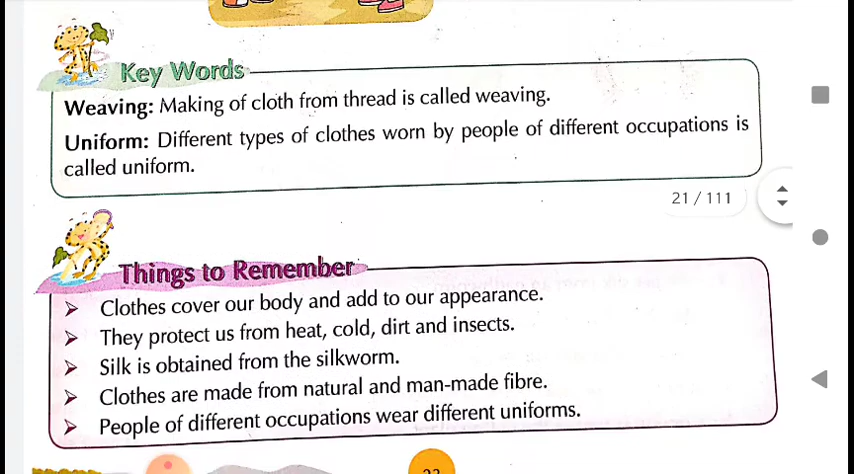 Key Words
Weaving: Making of cloth from thread is called weaving.
Uniform: Different types of clothes worn by people of different occupations is
called uniform.
21 / 111
Things to Remember
➤ Clothes cover our body and add to our appearance.
➤ They protect us from heat, cold, dirt and insects.
➤ Silk is obtained from the silkworm.
➤ Clothes are made from natural and man-made fibre.
➤ People of different occupations wear different uniforms.